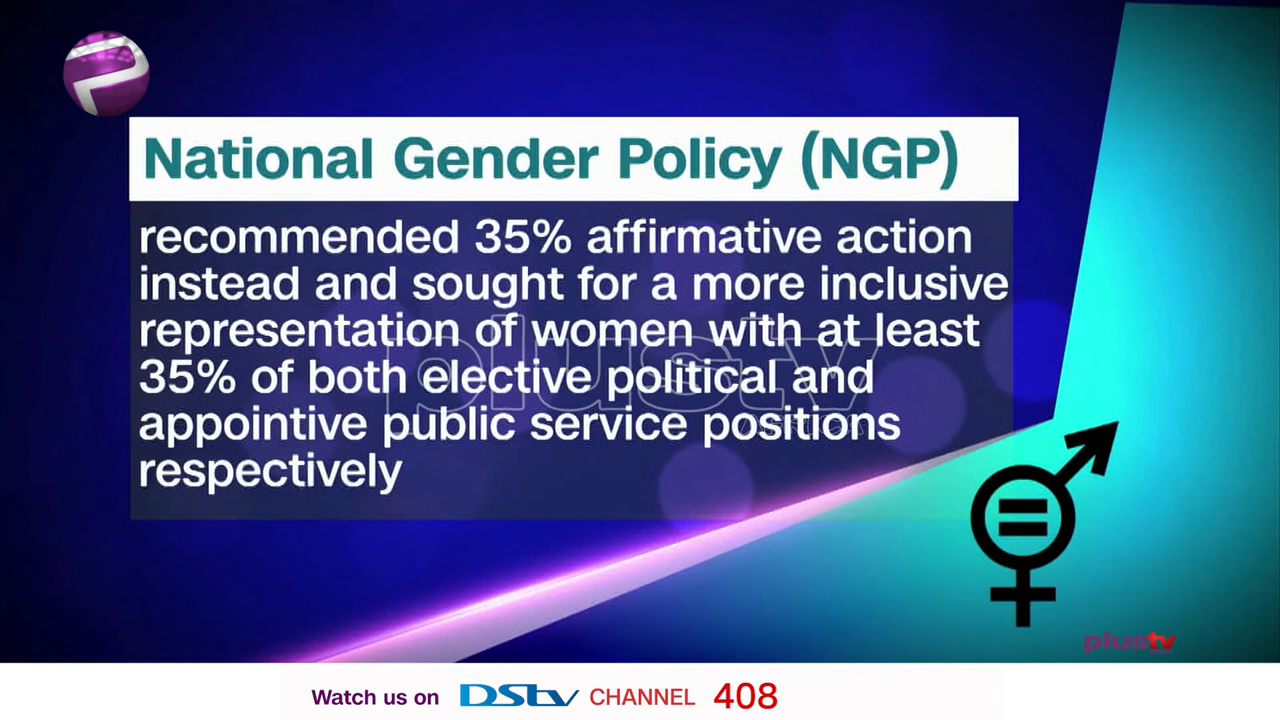 National Gender Policy (NGP)
recommended 35% affirmative action
instead and sought for a more inclusive
representation of women with at least
35% of both elective political and
appointive public service positions
respectively
plustv
plustv
Watch us on DStv CHANNEL 408